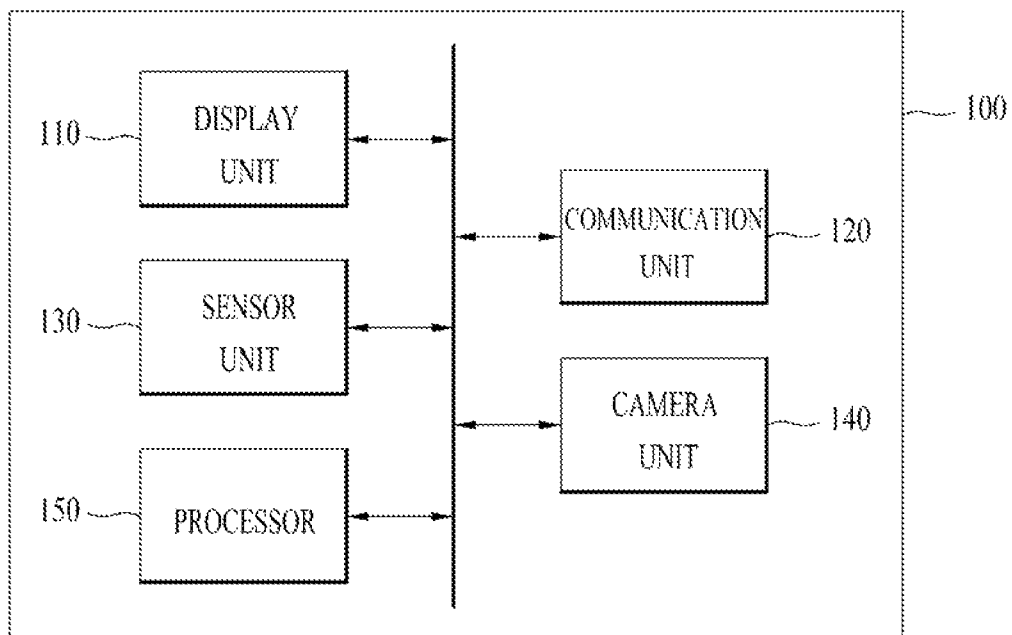 100
110
DISPLAY
UNIT
COMMUNICATION
UNIT
120
130
SENSOR
UNIT
CAMERA
UNIT
140
150
PROCESSOR